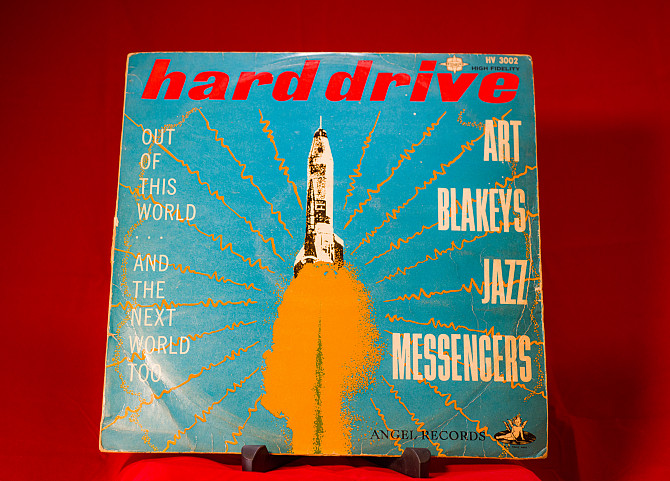 hard drive
HV 3002
HIGH FIDELITY
OUT
OF
THIS
WORLD
...
AND
THE
NEXT
WORLD
TOO
ART
BLAKEYS
JAZZ
MESSENGERS
ANGEL RECORDS